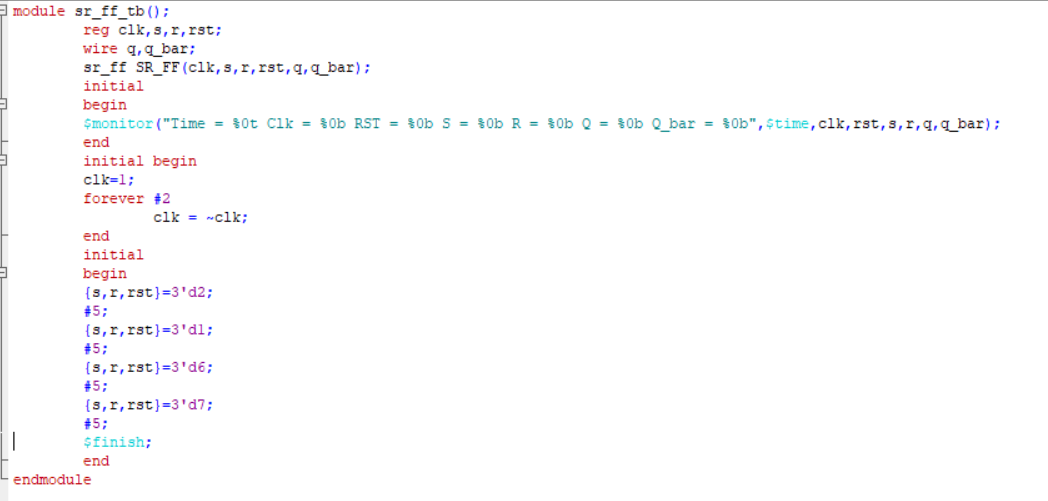 module sr_ff_tb();
reg clk,s,r,rst;
wire q,q_bar;
sr_ff SR_FF(clk,s,r,rst,q,q_bar);
initial
begin
$monitor("Time = %0t Clk = %0b RST = %0b S = %0b R = %0b Q = %0b Q_bar = %0b",$time,clk,rst,s,r,q,q_bar);
end
initial begin
clk=1;
forever #2
clk = ~clk;
end
initial
begin
{s,r,rst}=3'd2;
#5;
{s,r,rst}=3'd1;
#5;
{s,r,rst}=3'd6;
#5;
{s,r,rst}=3'd7;
#5;
$finish;
end
endmodule